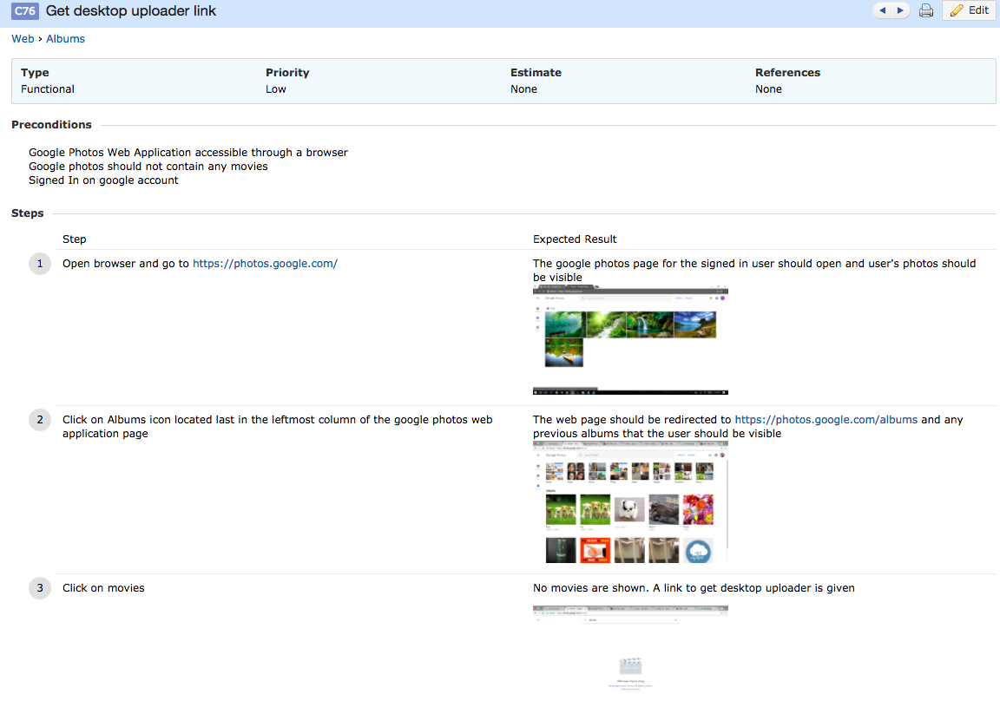 C76 Get desktop uploader link
Edit
Web › Albums
Type Priority Estimate References
Functional Low None None
Preconditions
Google Photos Web Application accessible through a browser
Google photos should not contain any movies
Signed In on google account
Steps
Step Expected Result
1 Open browser and go to https://photos.google.com/ The google photos page for the signed in user should open and user's photos should
be visible
2 Click on Albums icon located last in the leftmost column of the google photos web The web page should be redirected to https://photos.google.com/albums and any
application page previous albums that the user should be visible
3 Click on movies No movies are shown. A link to get desktop uploader is given